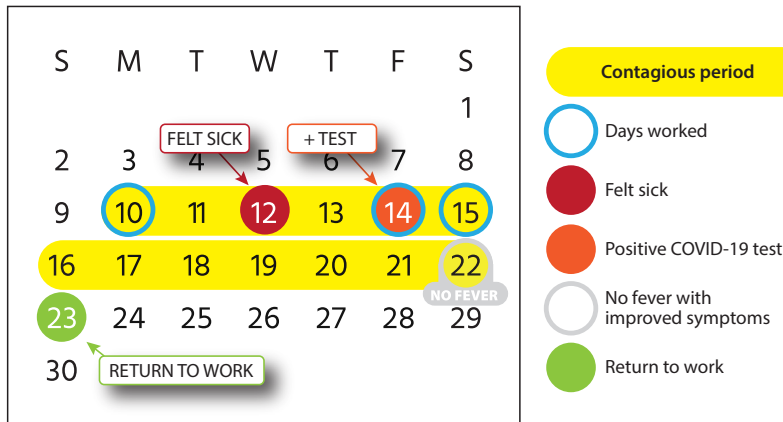 S M T W T F S
1
FELT SICK + TEST
2 3 4 5 6 7 8
9 10 11 12 13 14 15
16 17 18 19 20 21 22
NO FEVER
23 24 25 26 27 28 29
30 RETURN TO WORK
Contagious period
Days worked
Felt sick
Positive COVID-19 test
No fever with
improved symptoms
Return to work